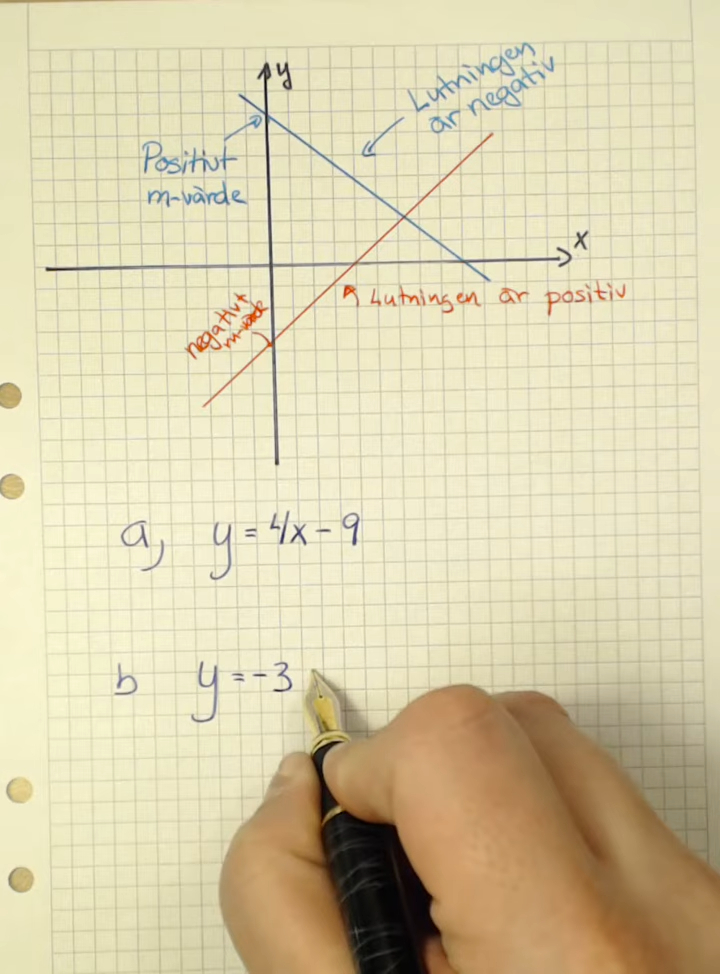 y
Lutningen
är negativ
Positivt
m-värde
x
Lutningen är positiv
negativt
m-värde
a) y = 4x - 9
b y = -3